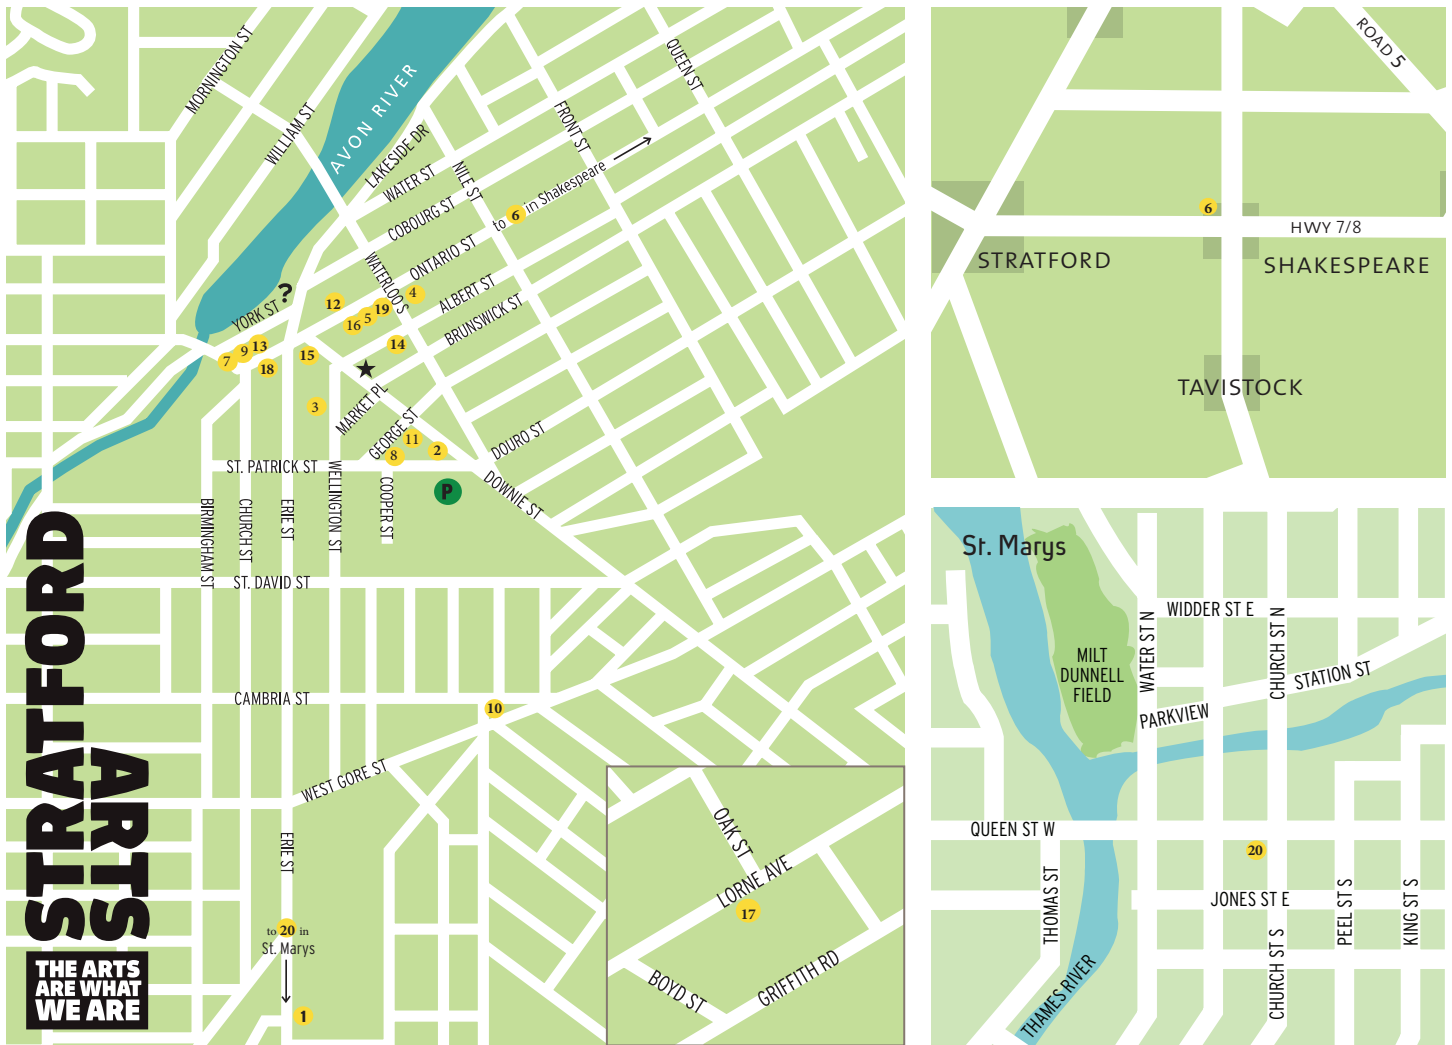 MORNINGTON ST
WILLIAM ST
AVON RIVER
LAKESIDE DR
WATER ST
COBOURG ST
NILE ST
FRONT ST
QUEEN ST
to 6 in Shakespeare
ONTARIO ST
WATERLOO S
ALBERT ST
BRUNSWICK ST
YORK ST
?
12
16
5
19
4
14
7
9
13
18
15
3
MARKET PL
GEORGE ST
11
8
2
P
DOURO ST
DOWNIE ST
ST. PATRICK ST
BIRMINGHAM ST
CHURCH ST
ERIE ST
WELLINGTON ST
COOPER ST
ST. DAVID ST
CAMBRIA ST
10
WEST GORE ST
ERIE ST
to 20 in
St. Marys
1
STRATFORD
ARTS
THE ARTS
ARE WHAT
WE ARE
OAK ST
LORNE AVE
17
BOYD ST
GRIFFITH RD
ROAD 5
6
HWY 7/8
STRATFORD
SHAKESPEARE
TAVISTOCK
St. Marys
MILT
DUNNELL
FIELD
WATER ST N
WIDDER ST E
CHURCH ST N
STATION ST
PARKVIEW
QUEEN ST W
20
THOMAS ST
JONES ST E
PEEL ST S
KING ST S
CHURCH ST S
THAMES RIVER